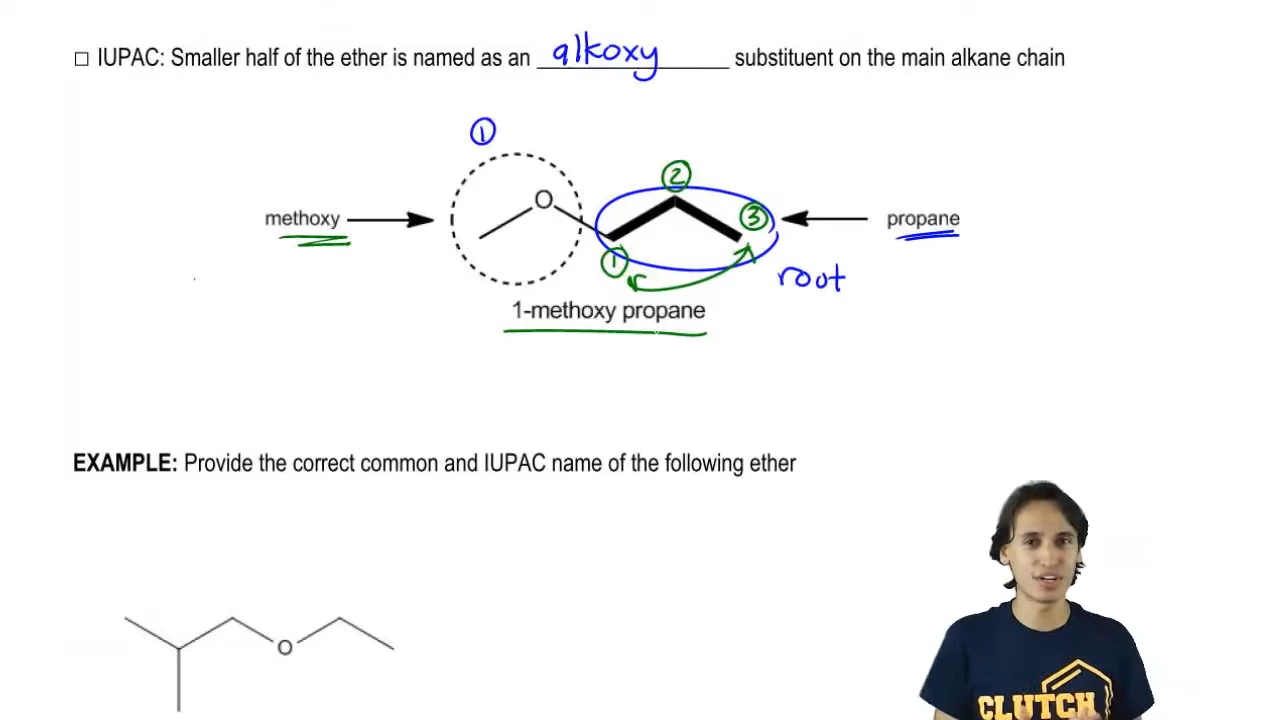 □ IUPAC: Smaller half of the ether is named as an alkoxy substituent on the main alkane chain
①
②
methoxy
O
③
propane
①
root
1-methoxy propane
EXAMPLE: Provide the correct common and IUPAC name of the following ether
O
CLUTCH